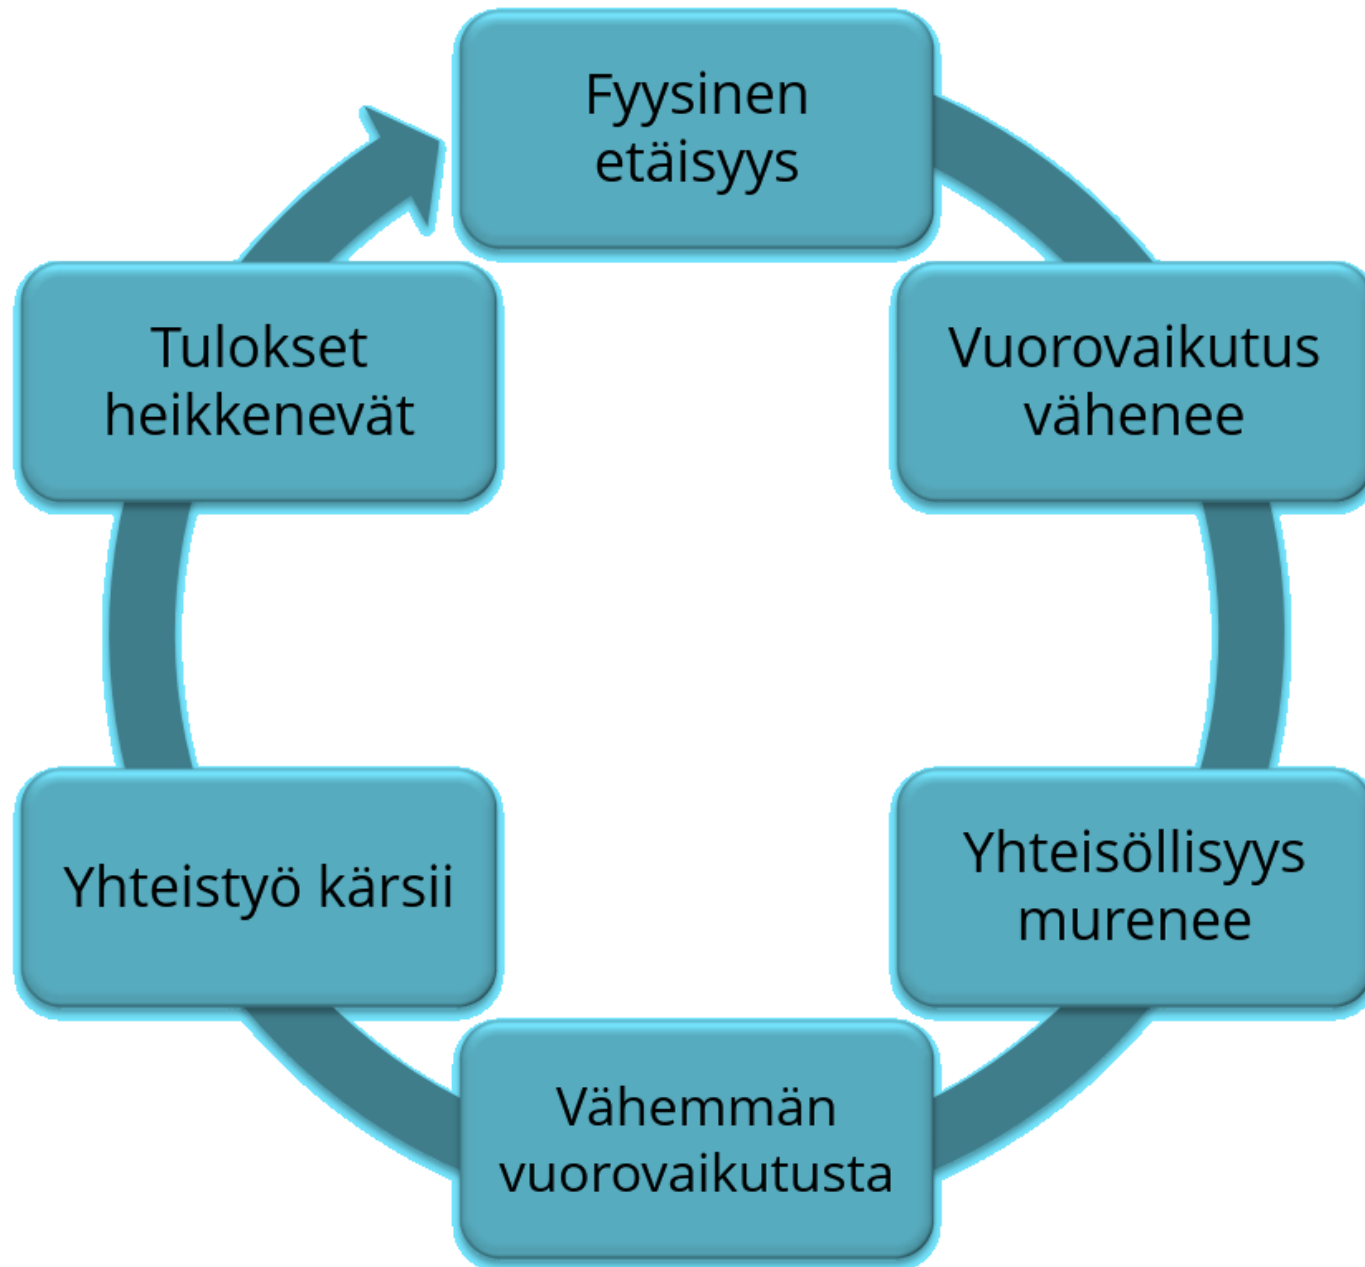 Fyysinen
etäisyys
Vuorovaikutus
vähenee
Yhteisöllisyys
murenee
Vähemmän
vuorovaikutusta
Yhteistyö kärsii
Tulokset
heikkenevät